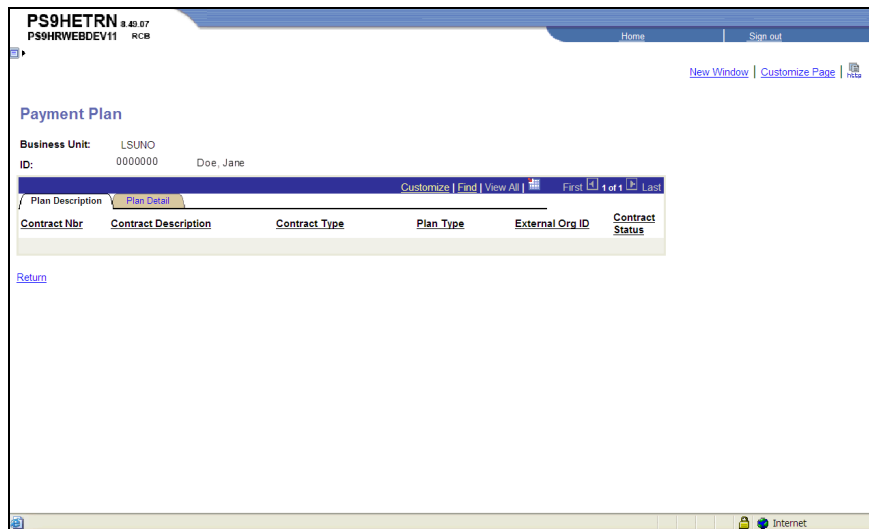 PS9HETRN 8.49.07
PS9HRWEBDEV11 RCB
Home Sign out
New Window | Customize Page | http
Payment Plan
Business Unit: LSUNO
ID: 0000000 Doe, Jane
Customize | Find | View All | First 1 of 1 Last
Plan Description Plan Detail
Contract Nbr Contract Description Contract Type Plan Type External Org ID Contract Status
Return
Internet